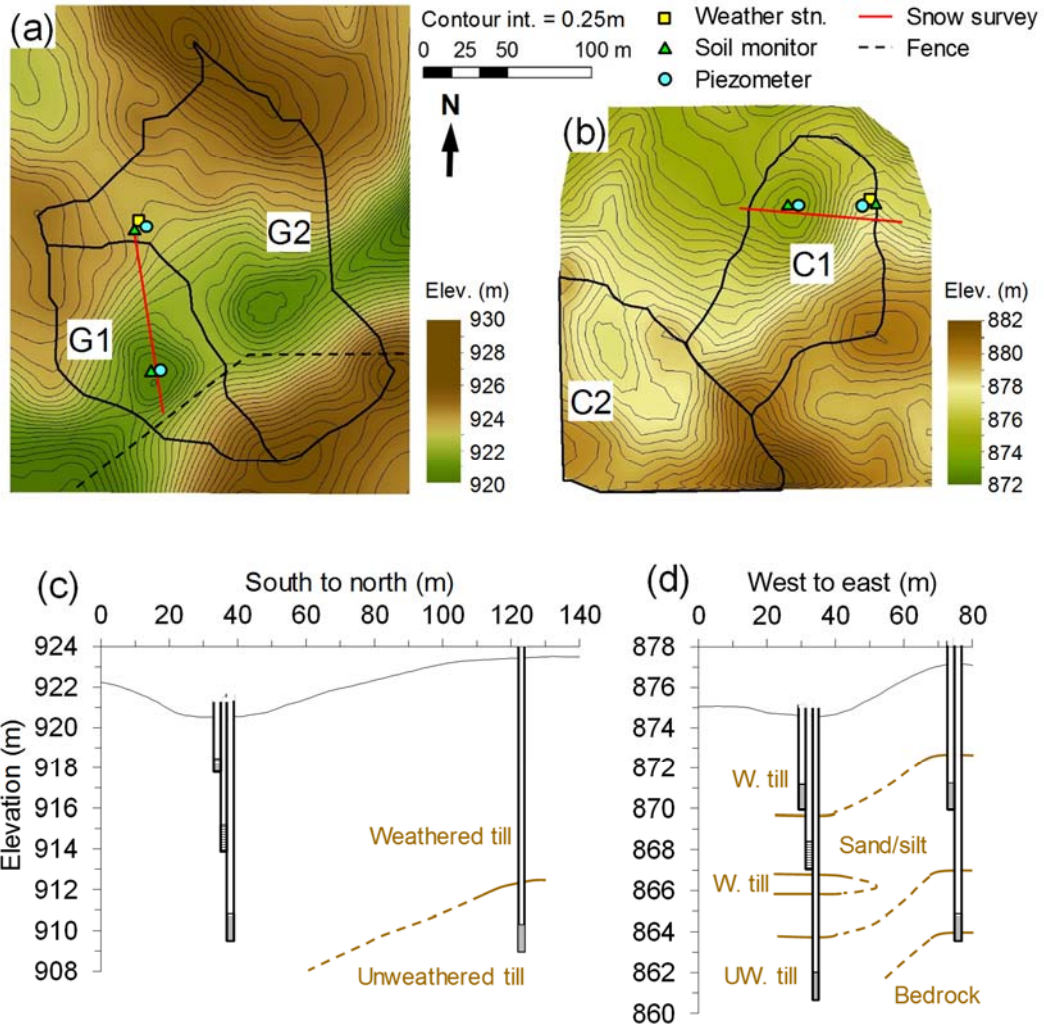 (a)
Contour int. = 0.25m
0 25 50 100 m
N
Weather stn.
Soil monitor
Piezometer
Snow survey
Fence
G2
G1
Elev. (m)
930
928
926
924
922
920
(b)
C1
C2
Elev. (m)
882
880
878
876
874
872
(c)
South to north (m)
0 20 40 60 80 100 120 140
Elevation (m)
924
922
920
918
916
914
912
910
908
Weathered till
Unweathered till
(d)
West to east (m)
0 20 40 60 80
878
876
874
872
870
868
866
864
862
860
W. till
Sand/silt
W. till
UW. till
Bedrock